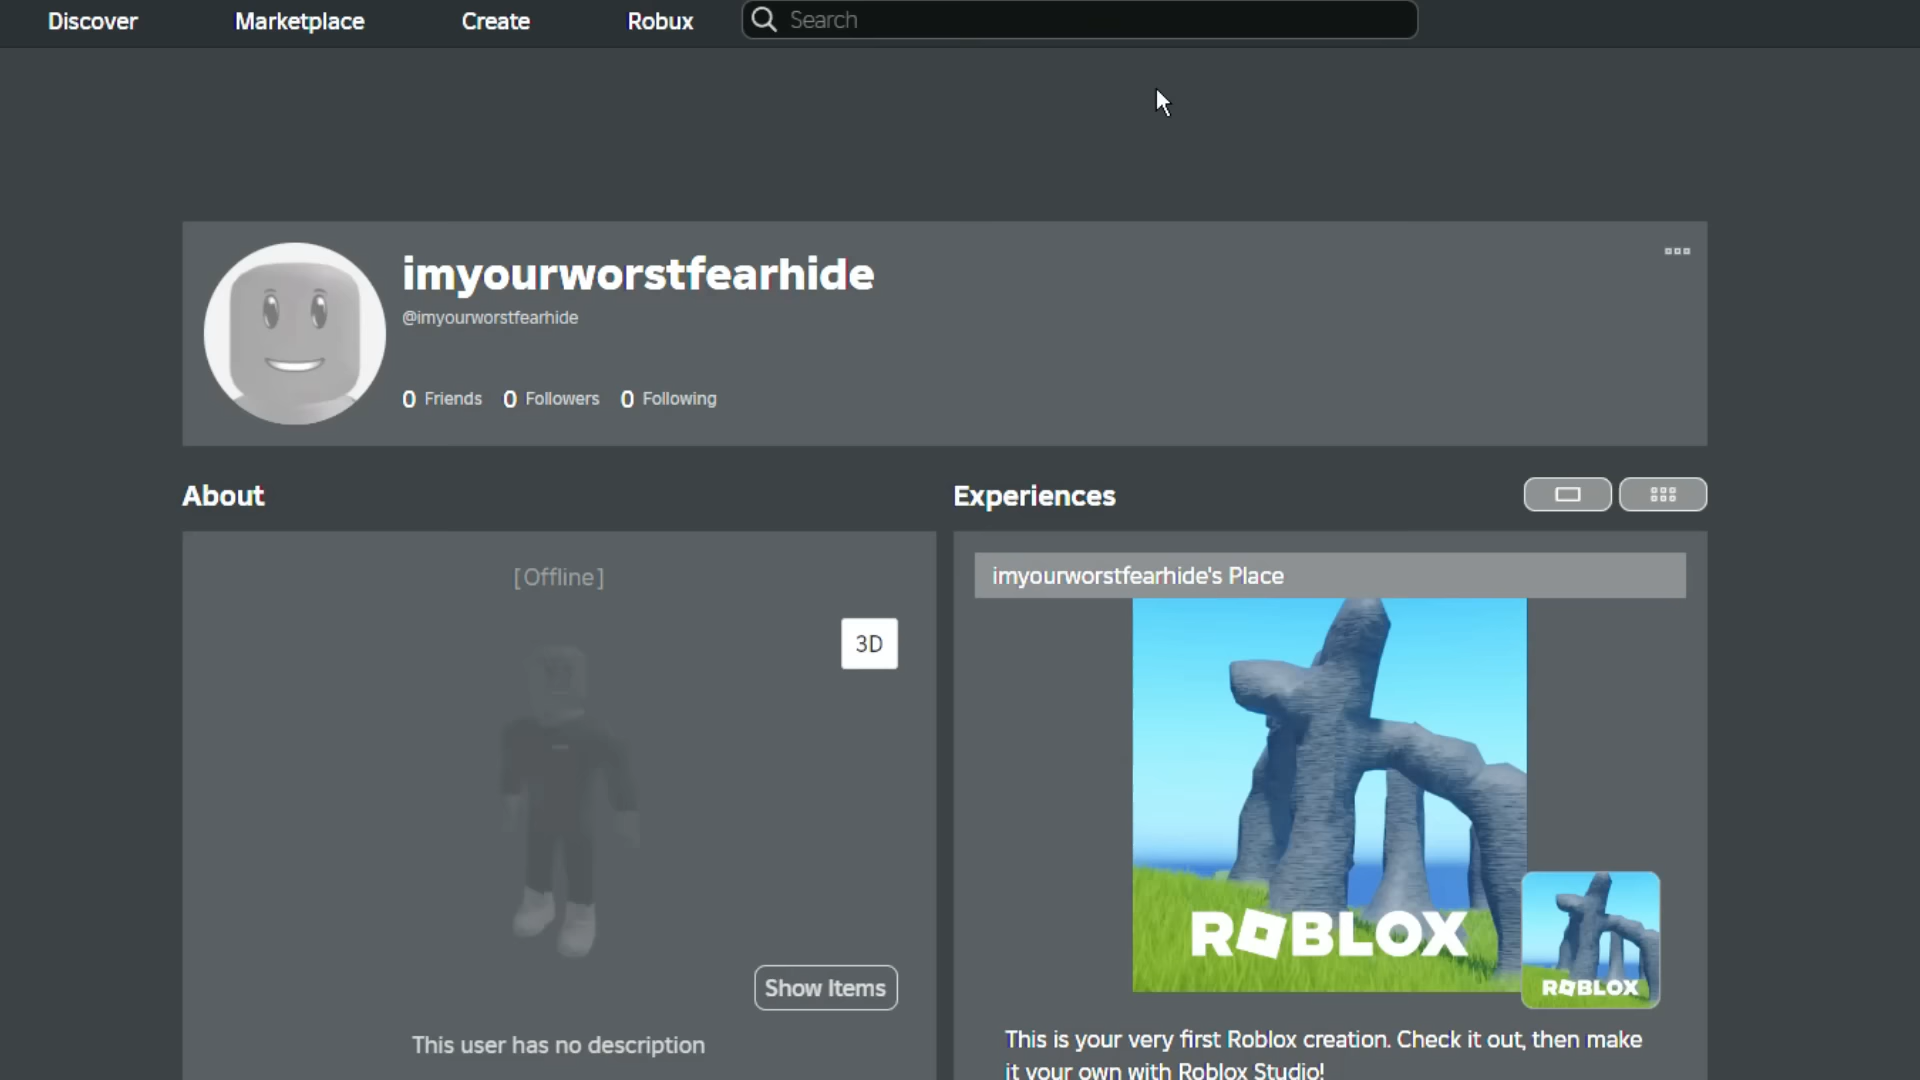 Discover Marketplace Create Robux Search
imyourworstfearhide
@imyourworstfearhide
0 Friends 0 Followers 0 Following
About
Experiences
[Offline]
3D
Show Items
This user has no description
imyourworstfearhide's Place
ROBLOX
ROBLOX
This is your very first Roblox creation. Check it out, then make
it your own with Roblox Studio!